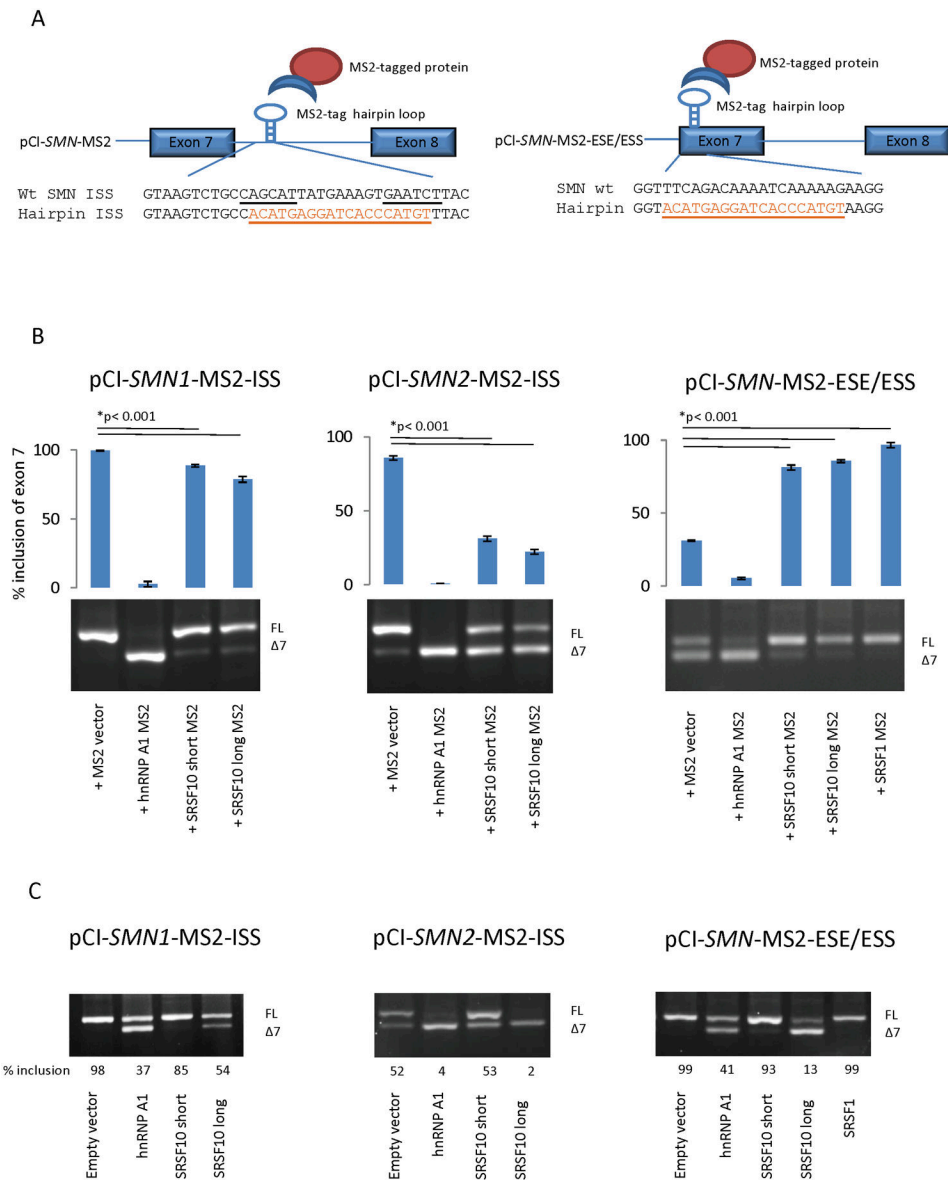 A
MS2-tagged protein
MS2-tag hairpin loop
pCI-SMN-MS2
Exon 7
Exon 8
Wt SMN ISS GTAAGTCTGCCAGCATTATGAAAGTGAATCTTAC
Hairpin ISS GTAAGTCTGCCACATGAGGATCACCCATGTTTAC
MS2-tagged protein
MS2-tag hairpin loop
pCI-SMN-MS2-ESE/ESS
Exon 7
Exon 8
SMN wt GGTTTCAGACAAAATCAAAAAGAAGG
Hairpin GGTACATGAGGATCACCCATGTAAGG
B
pCI-SMN1-MS2-ISS
*p< 0.001
% inclusion of exon 7
100
50
0
FL
Δ7
+ MS2 vector
+ hnRNP A1 MS2
+ SRSF10 short MS2
+ SRSF10 long MS2
pCI-SMN2-MS2-ISS
*p< 0.001
100
50
0
FL
Δ7
+ MS2 vector
+ hnRNP A1 MS2
+ SRSF10 short MS2
+ SRSF10 long MS2
pCI-SMN-MS2-ESE/ESS
*p< 0.001
100
50
0
FL
Δ7
+ MS2 vector
+ hnRNP A1 MS2
+ SRSF10 short MS2
+ SRSF10 long MS2
+ SRSF1 MS2
C
pCI-SMN1-MS2-ISS
FL
Δ7
% inclusion 98 37 85 54
Empty vector
hnRNP A1
SRSF10 short
SRSF10 long
pCI-SMN2-MS2-ISS
FL
Δ7
52 4 53 2
Empty vector
hnRNP A1
SRSF10 short
SRSF10 long
pCI-SMN-MS2-ESE/ESS
FL
Δ7
99 41 93 13 99
Empty vector
hnRNP A1
SRSF10 short
SRSF10 long
SRSF1